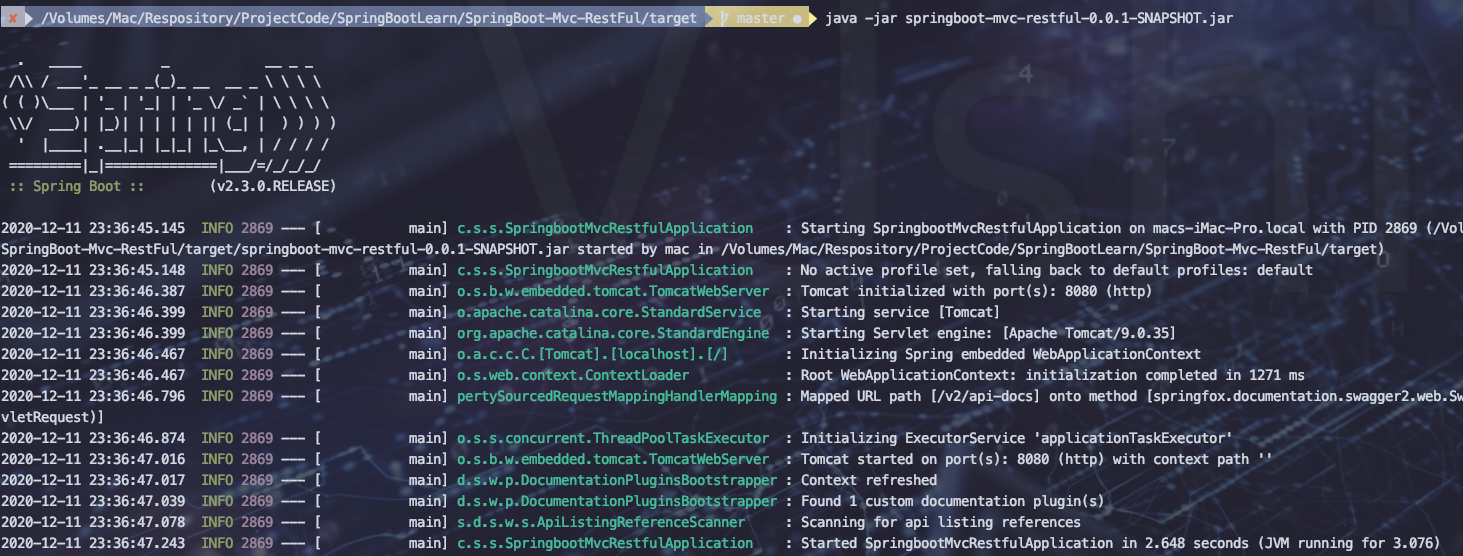 ✘ /Volumes/Mac/Respository/ProjectCode/SpringBootLearn/SpringBoot-Mvc-RestFul/target master ● java -jar springboot-mvc-restful-0.0.1-SNAPSHOT.jar
  .   ____          _            __ _ _
 /\\ / ___'_ __ _ _(_)_ __  __ _ \ \ \ \
( ( )\___ | '_ | '_| | '_ \/ _` | \ \ \ \
 \\/  ___)| |_)| | | | | || (_| |  ) ) ) )
  '  |____| .__|_| |_|_| |_\__, | / / / /
 =========|_|==============|___/=/_/_/_/
 :: Spring Boot ::        (v2.3.0.RELEASE)
2020-12-11 23:36:45.145  INFO 2869 --- [           main] c.s.s.SpringbootMvcRestfulApplication    : Starting SpringbootMvcRestfulApplication on macs-iMac-Pro.local with PID 2869 (/Vol
SpringBoot-Mvc-RestFul/target/springboot-mvc-restful-0.0.1-SNAPSHOT.jar started by mac in /Volumes/Mac/Respository/ProjectCode/SpringBootLearn/SpringBoot-Mvc-RestFul/target)
2020-12-11 23:36:45.148  INFO 2869 --- [           main] c.s.s.SpringbootMvcRestfulApplication    : No active profile set, falling back to default profiles: default
2020-12-11 23:36:46.387  INFO 2869 --- [           main] o.s.b.w.embedded.tomcat.TomcatWebServer  : Tomcat initialized with port(s): 8080 (http)
2020-12-11 23:36:46.399  INFO 2869 --- [           main] o.apache.catalina.core.StandardService   : Starting service [Tomcat]
2020-12-11 23:36:46.399  INFO 2869 --- [           main] org.apache.catalina.core.StandardEngine  : Starting Servlet engine: [Apache Tomcat/9.0.35]
2020-12-11 23:36:46.467  INFO 2869 --- [           main] o.a.c.c.C.[Tomcat].[localhost].[/]       : Initializing Spring embedded WebApplicationContext
2020-12-11 23:36:46.467  INFO 2869 --- [           main] o.s.web.context.ContextLoader            : Root WebApplicationContext: initialization completed in 1271 ms
2020-12-11 23:36:46.796  INFO 2869 --- [           main] pertySourcedRequestMappingHandlerMapping : Mapped URL path [/v2/api-docs] onto method [springfox.documentation.swagger2.web.Sw
vletRequest)]
2020-12-11 23:36:46.874  INFO 2869 --- [           main] o.s.s.concurrent.ThreadPoolTaskExecutor  : Initializing ExecutorService 'applicationTaskExecutor'
2020-12-11 23:36:47.016  INFO 2869 --- [           main] o.s.b.w.embedded.tomcat.TomcatWebServer  : Tomcat started on port(s): 8080 (http) with context path ''
2020-12-11 23:36:47.017  INFO 2869 --- [           main] d.s.w.p.DocumentationPluginsBootstrapper : Context refreshed
2020-12-11 23:36:47.039  INFO 2869 --- [           main] d.s.w.p.DocumentationPluginsBootstrapper : Found 1 custom documentation plugin(s)
2020-12-11 23:36:47.078  INFO 2869 --- [           main] s.d.s.w.s.ApiListingReferenceScanner     : Scanning for api listing references
2020-12-11 23:36:47.243  INFO 2869 --- [           main] c.s.s.SpringbootMvcRestfulApplication    : Started SpringbootMvcRestfulApplication in 2.648 seconds (JVM running for 3.076)